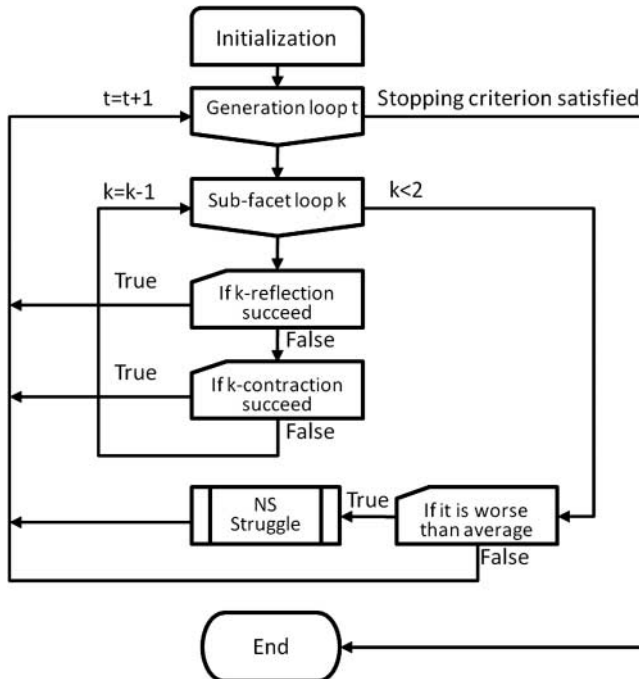 Initialization
t=t+1
Generation loop t
Stopping criterion satisfied
k=k-1
Sub-facet loop k
k<2
True
If k-reflection
succeed
False
True
If k-contraction
succeed
False
NS
Struggle
True
If it is worse
than average
False
End